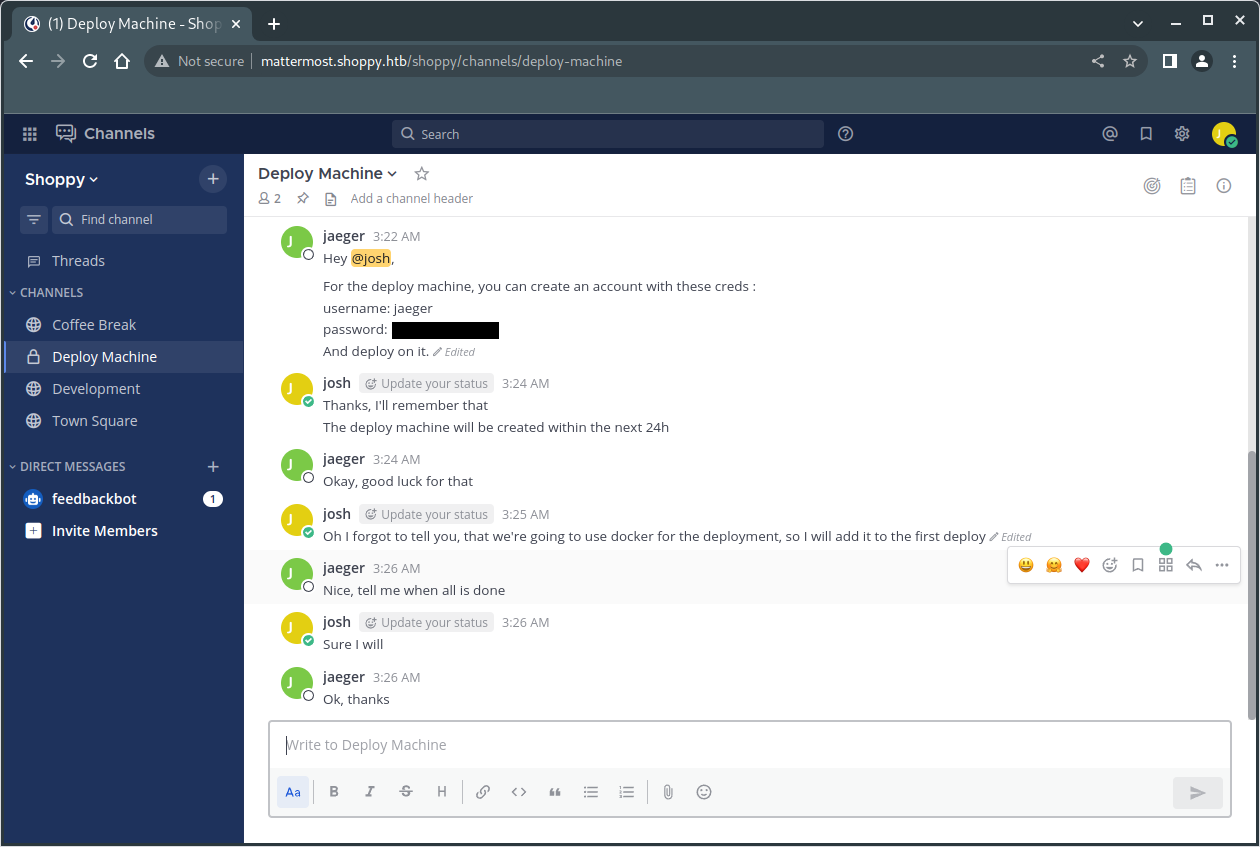 (1) Deploy Machine - Shop
Not secure
mattermost.shoppy.htb/shoppy/channels/deploy-machine
Channels
Search
J
Shoppy
Find channel
Threads
CHANNELS
Coffee Break
Deploy Machine
Development
Town Square
DIRECT MESSAGES
feedbackbot 1
Invite Members
Deploy Machine
2 Add a channel header
J
jaeger 3:22 AM
Hey @josh,
For the deploy machine, you can create an account with these creds :
username: jaeger
password:
And deploy on it. Edited
J
josh Update your status 3:24 AM
Thanks, I'll remember that
The deploy machine will be created within the next 24h
J
jaeger 3:24 AM
Okay, good luck for that
J
josh Update your status 3:25 AM
Oh I forgot to tell you, that we're going to use docker for the deployment, so I will add it to the first deploy Edited
J
jaeger 3:26 AM
Nice, tell me when all is done
J
josh Update your status 3:26 AM
Sure I will
J
jaeger 3:26 AM
Ok, thanks
Write to Deploy Machine
Aa B I S H